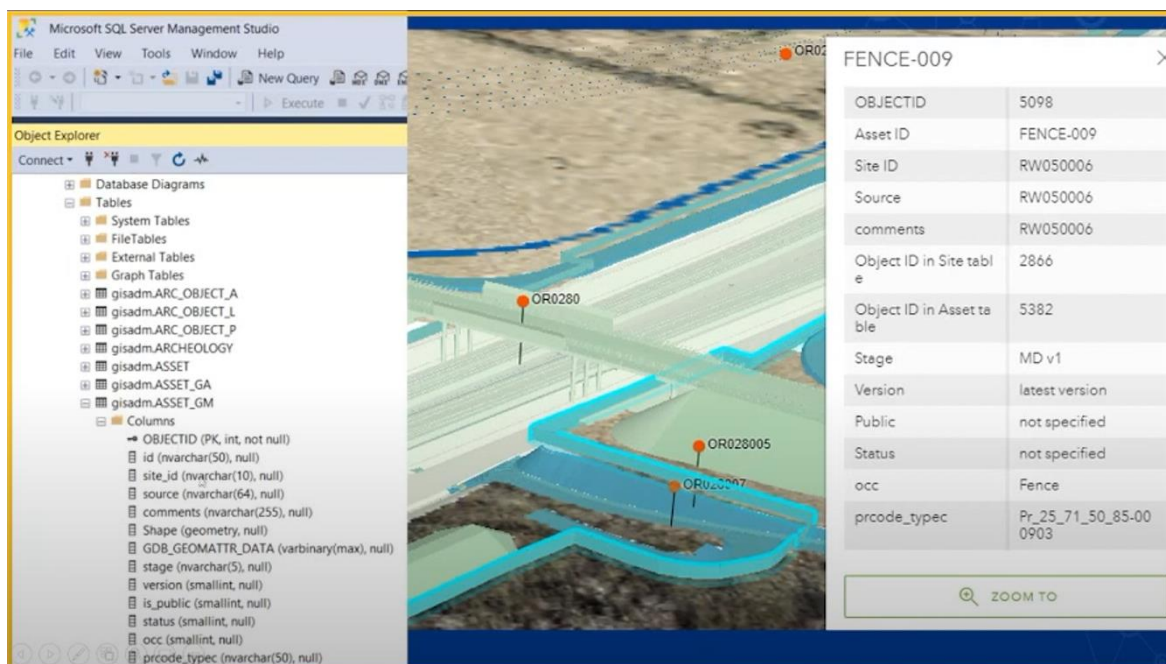 Microsoft SQL Server Management Studio
File Edit View Tools Window Help
New Query
Execute
Object Explorer
Connect
Database Diagrams
Tables
System Tables
FileTables
External Tables
Graph Tables
gisadm.ARC_OBJECT_A
gisadm.ARC_OBJECT_L
gisadm.ARC_OBJECT_P
gisadm.ARCHEOLOGY
gisadm.ASSET
gisadm.ASSET_GA
gisadm.ASSET_GM
Columns
OBJECTID (PK, int, not null)
id (nvarchar(50), null)
site_id (nvarchar(10), null)
source (nvarchar(64), null)
comments (nvarchar(255), null)
Shape (geometry, null)
GDB_GEOMATTR_DATA (varbinary(max), null)
stage (nvarchar(5), null)
version (smallint, null)
is_public (smallint, null)
status (smallint, null)
occ (smallint, null)
prcode_typec (nvarchar(50), null)
OR02
OR0280
OR028005
FENCE-009
OBJECTID 5098
Asset ID FENCE-009
Site ID RW050006
Source RW050006
comments RW050006
Object ID in Site tabl 2866
e
Object ID in Asset ta 5382
ble
Stage MD v1
Version latest version
Public not specified
Status not specified
occ Fence
prcode_typec Pr_25_71_50_85-00
0903
ZOOM TO